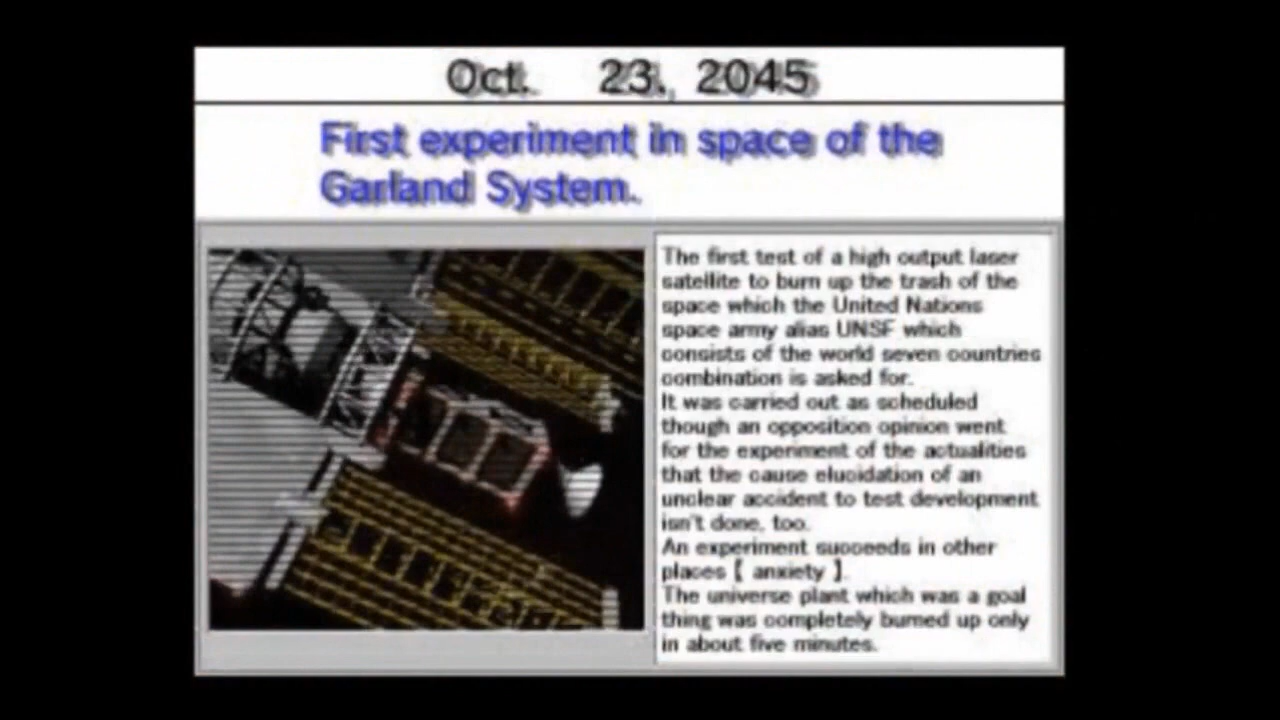 Oct. 23., 2045
First experiment in space of the
Garland System.
The first test of a high output laser
satellite to burn up the trash of the
space which the United Nations
space army alias UNSF which
consists of the world seven countries
combination is asked for.
It was carried out as scheduled
though an opposition opinion went
for the experiment of the actualities
that the cause elucidation of an
unclear accident to test development
isn't done, too.
An experiment succeeds in other
places [ anxiety ].
The universe plant which was a goal
thing was completely burned up only
in about five minutes.